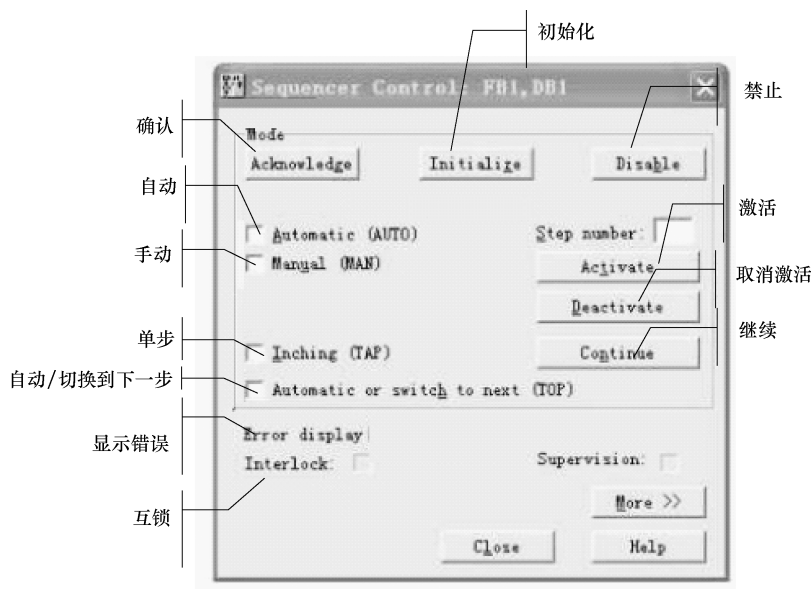 初始化
Sequencer Control: FB1,DB1
禁止
确认
Mode
Acknowledge
Initialize
Disable
自动
激活
Automatic (AUTO)
Step number:
手动
Manual (MAN)
Activate
取消激活
Deactivate
单步
Inching (TAP)
Continue
继续
自动/切换到下一步
Automatic or switch to next (TOP)
显示错误
Error display
Interlock:
Supervision:
More >>
互锁
Close
Help